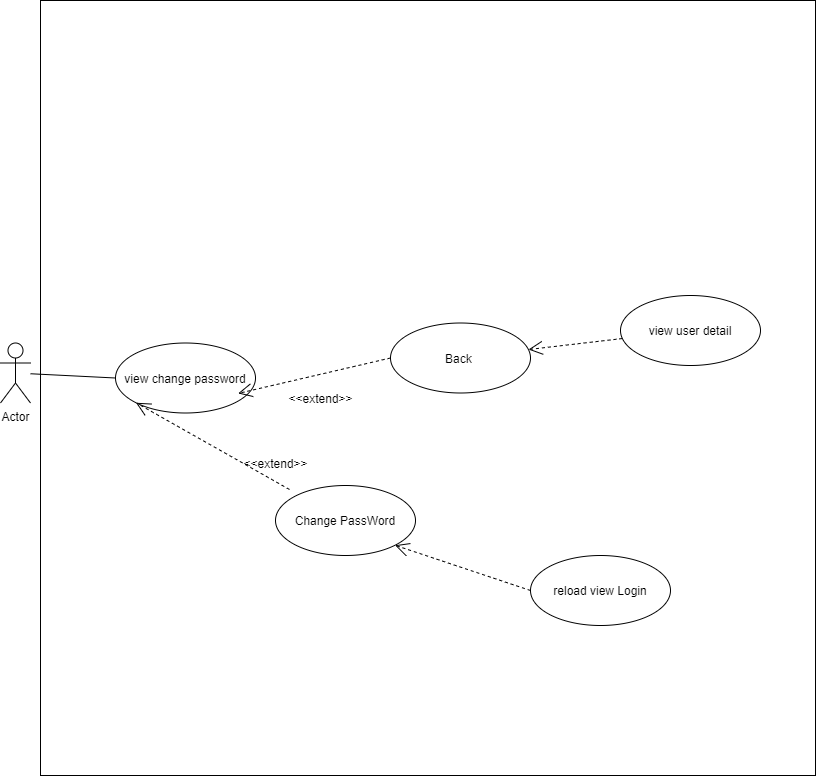 view user detail
Back
view change password
<<extend>>
Actor
<<extend>>
Change PassWord
reload view Login